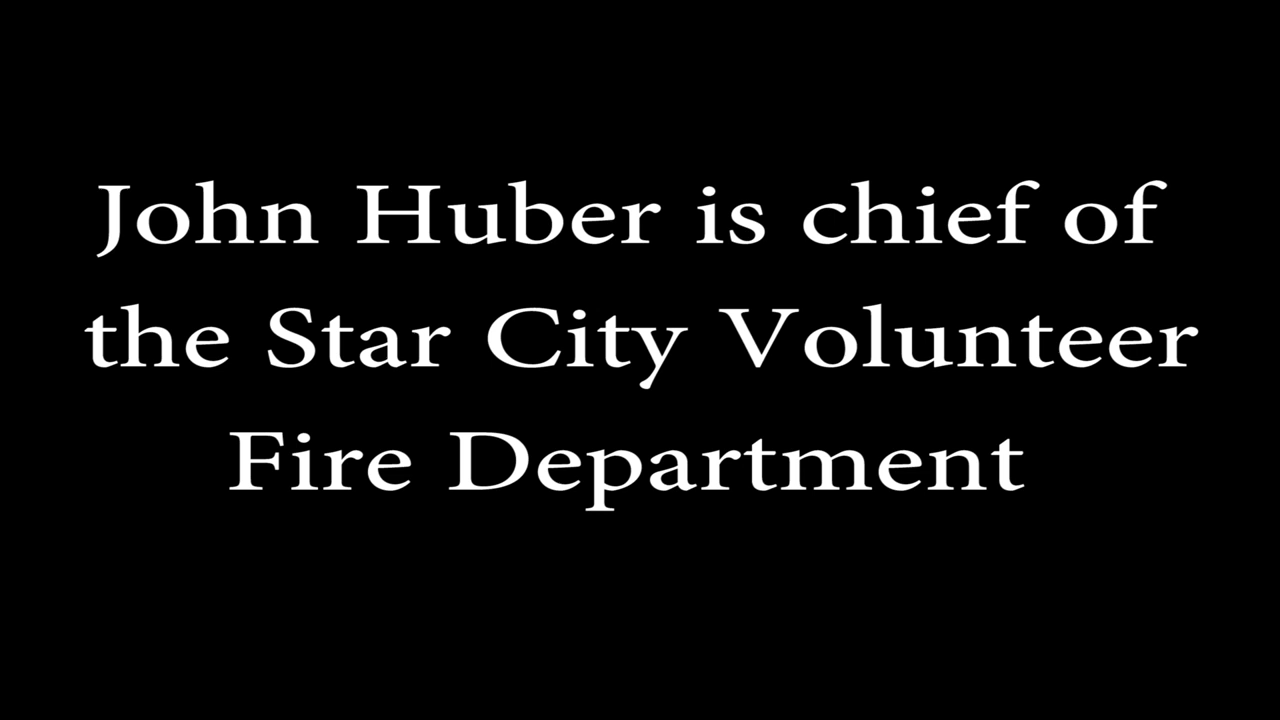 John Huber is chief of
the Star City Volunteer
Fire Department